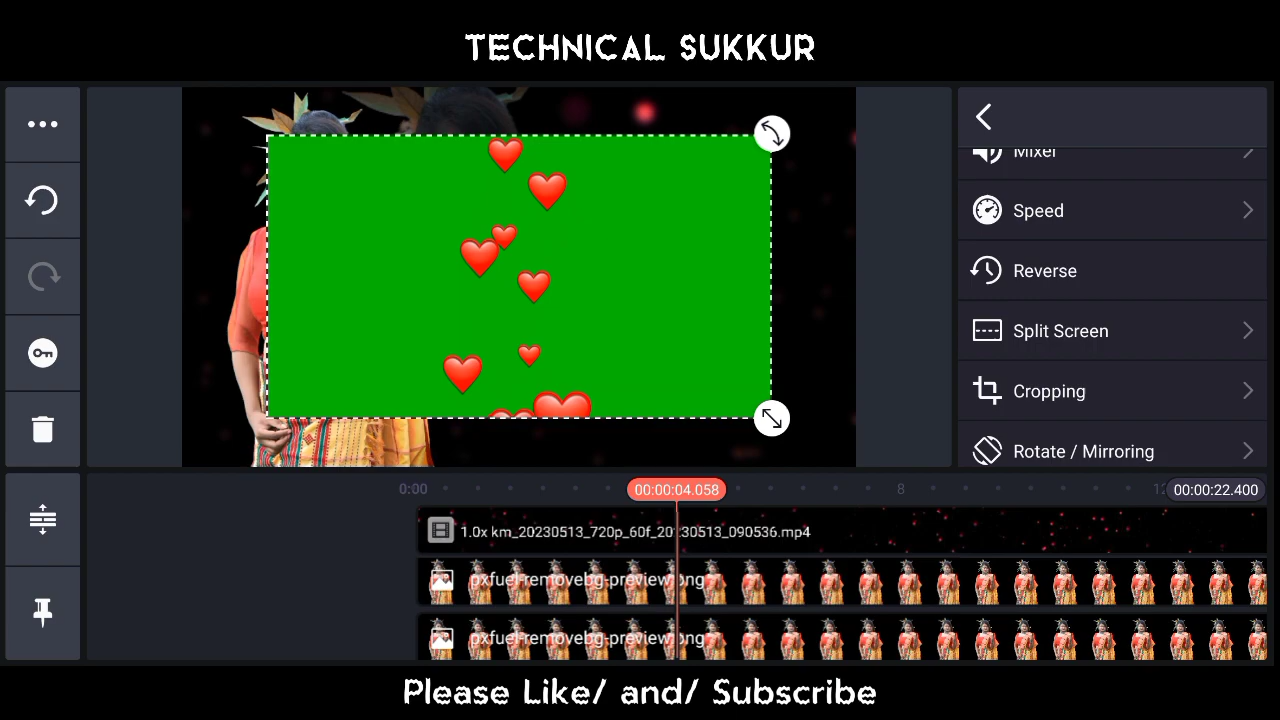 TECHNICAL SUKKUR
Mixer
Speed
Reverse
Split Screen
Cropping
Rotate / Mirroring
0:00
00:00:04.058
8
12
00:00:22.400
1.0x km_20230513_720p_60f_20230513_090536.mp4
pxfuel-removebg-preview.png
pxfuel-removebg-preview.png
Please Like/ and/ Subscribe